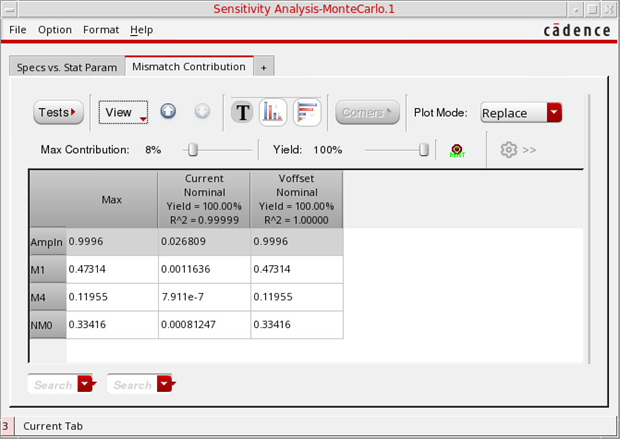 Sensitivity Analysis-MonteCarlo.1
File Option Format Help
cādence
Specs vs. Stat Param Mismatch Contribution +
Tests View T Corners Plot Mode: Replace
Max Contribution: 8% Yield: 100% >>
Max
Current
Nominal
Yield = 100.00%
R^2 = 0.99999
Voffset
Nominal
Yield = 100.00%
R^2 = 1.00000
AmpIn 0.9996 0.026809 0.9996
M1 0.47314 0.0011636 0.47314
M4 0.11955 7.911e-7 0.11955
NM0 0.33416 0.00081247 0.33416
Search Search
3 Current Tab